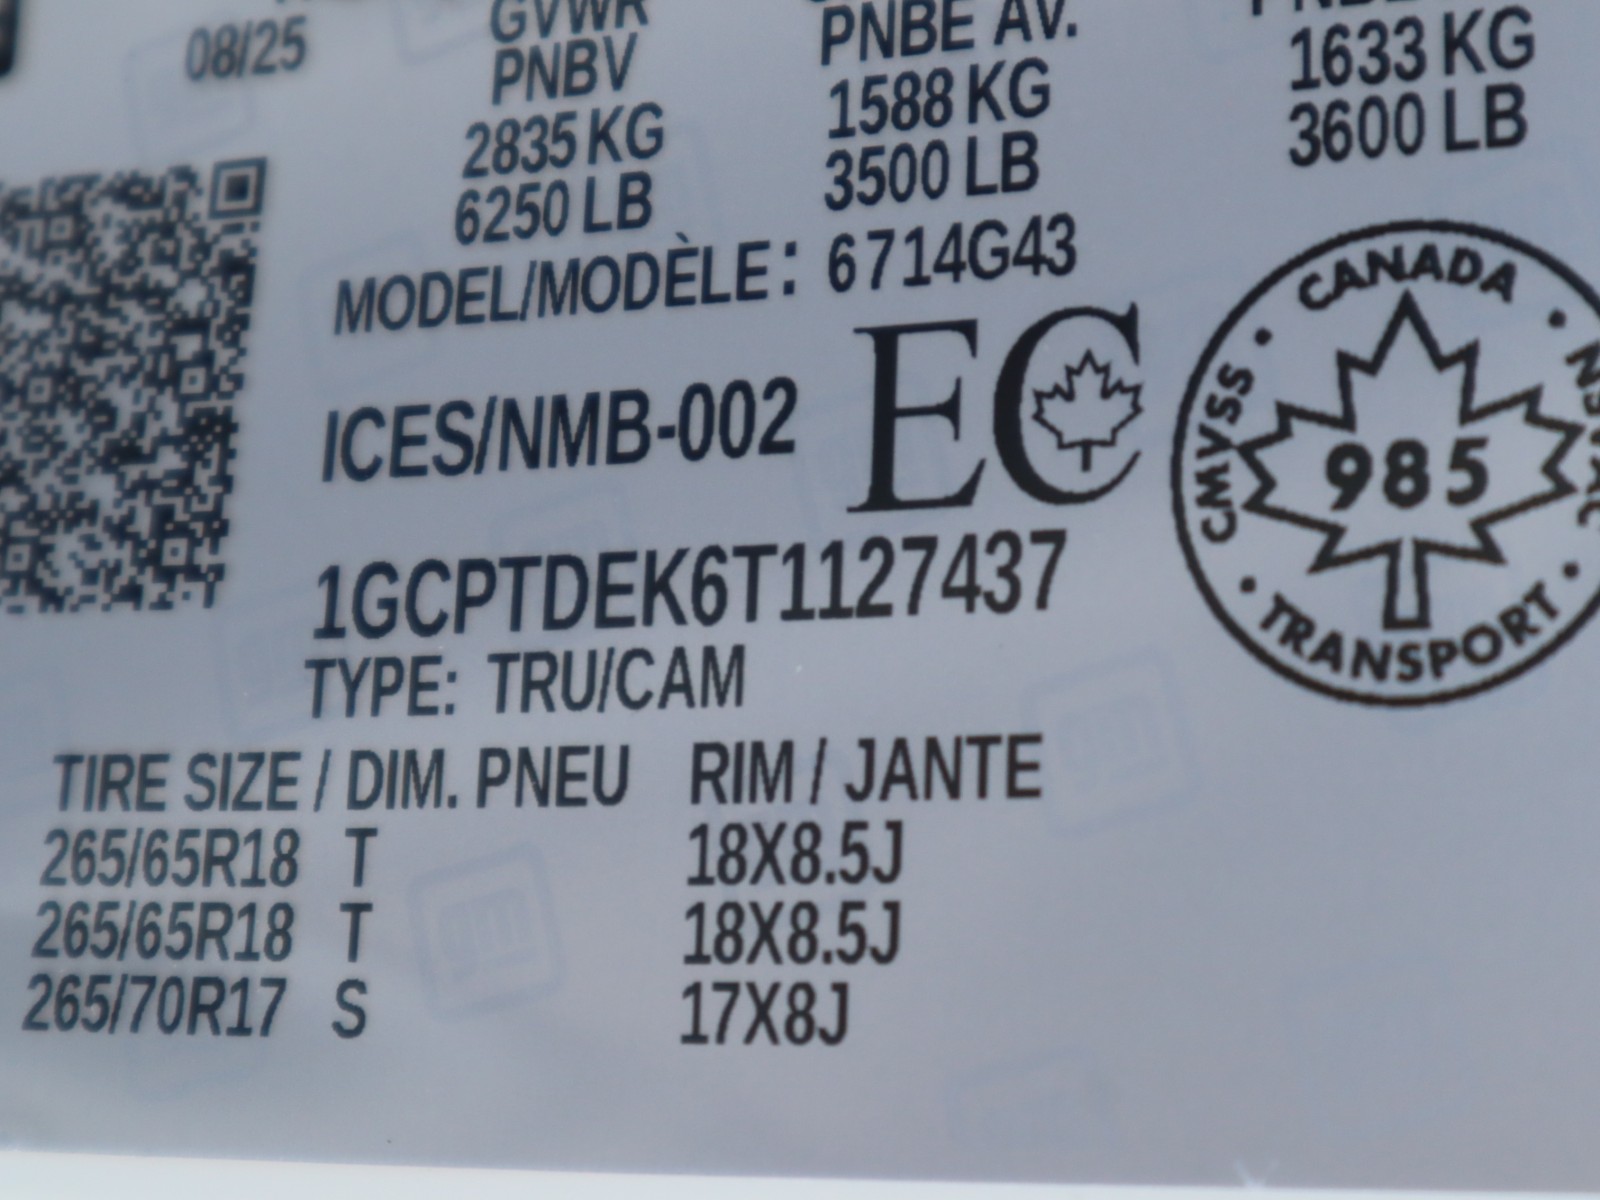 08/25
GVWR
PNBV
2835 KG
6250 LB
PNBE AV.
1588 KG
3500 LB
1633 KG
3600 LB
MODEL/MODÈLE: 6714G43
ICES/NMB-002 EC
CANADA
CMVSS
985
TRANSPORT
1GCPTDEK6T1127437
TYPE: TRU/CAM
TIRE SIZE / DIM. PNEU RIM / JANTE
265/65R18 T 18X8.5J
265/65R18 T 18X8.5J
265/70R17 S 17X8J